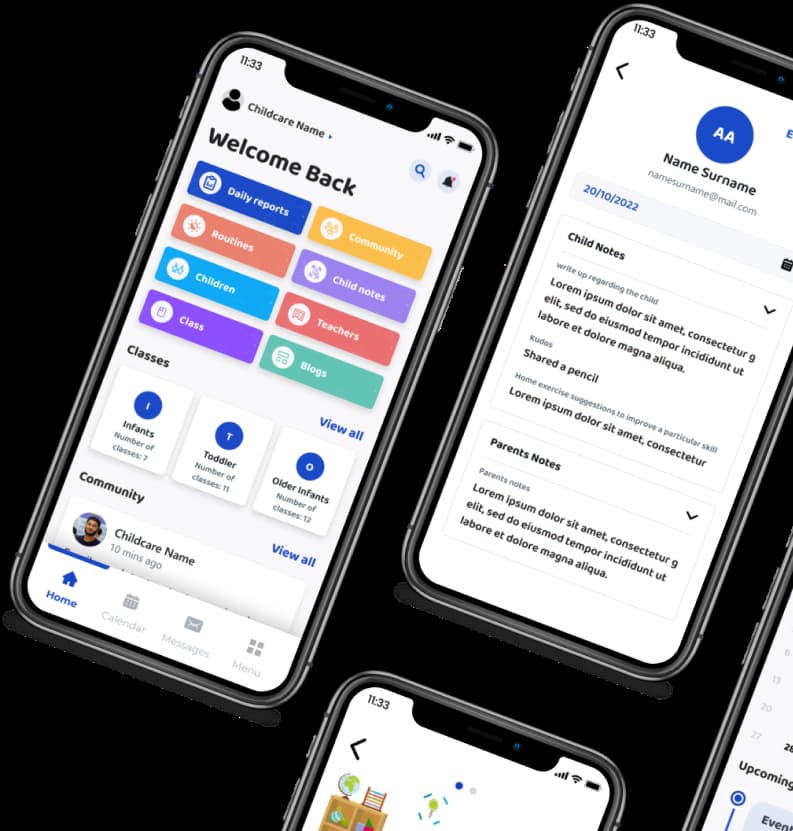 11:33
Childcare Name
Welcome Back
Daily reports
Community
Routines
Child notes
Children
Teachers
Class
Blogs
Classes
View all
I
Infants
Number of
classes: 7
T
Toddler
Number of
classes: 11
O
Older Infants
Number of
classes: 12
Community
View all
Childcare Name
10 mins ago
Home
Calendar
Messages
Menu
11:33
AA
E
Name Surname
namesurname@mail.com
20/10/2022
Child Notes
write up regarding the child
Lorem ipsum dolor sit amet, consectetur g
elit, sed do eiusmod tempor incididunt ut
labore et dolore magna aliqua.
Kudos
Shared a pencil
Home exercise suggestions to improve a particular skill
Lorem ipsum dolor sit amet, consectetur
Parents Notes
Parents notes
Lorem ipsum dolor sit amet, consectetur g
elit, sed do eiusmod tempor incididunt ut
labore et dolore magna aliqua.
11:33
6
13
20
27
28
Upcoming
Event